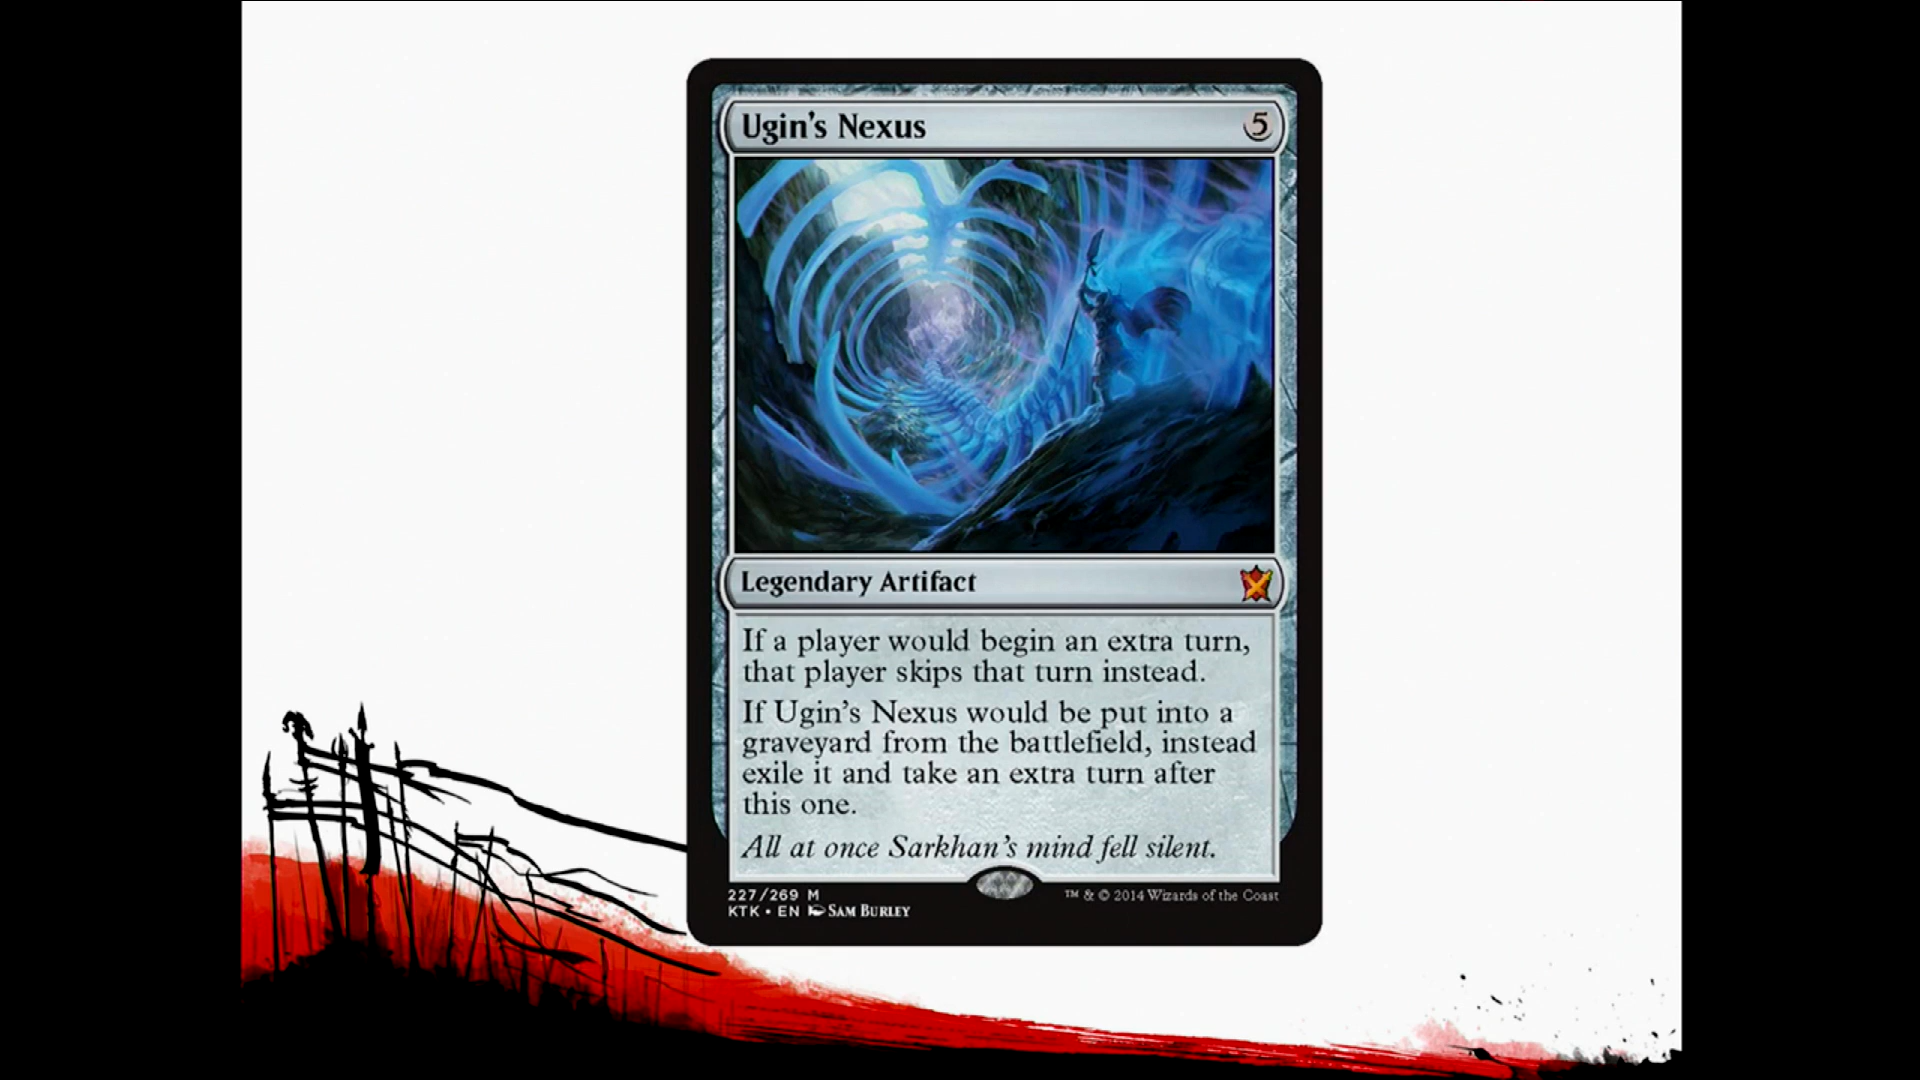 Ugin's Nexus
5
Legendary Artifact
If a player would begin an extra turn,
that player skips that turn instead.
If Ugin's Nexus would be put into a
graveyard from the battlefield, instead
exile it and take an extra turn after
this one.
All at once Sarkhan's mind fell silent.
227/269 M
KTK • EN SAM BURLEY
™ & © 2014 Wizards of the Coast